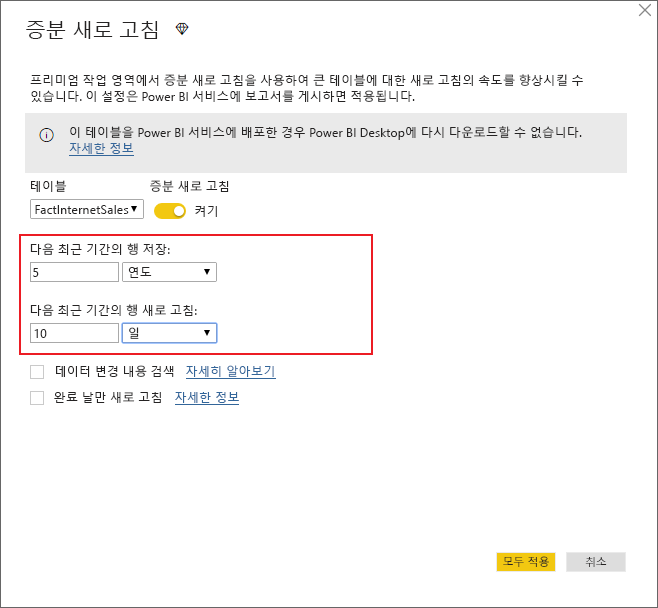 증분 새로 고침
프리미엄 작업 영역에서 증분 새로 고침을 사용하여 큰 테이블에 대한 새로 고침의 속도를 향상시킬 수
있습니다. 이 설정은 Power BI 서비스에 보고서를 게시하면 적용됩니다.
이 테이블을 Power BI 서비스에 배포한 경우 Power BI Desktop에 다시 다운로드할 수 없습니다.
자세한 정보
테이블 증분 새로 고침
FactInternetSales 켜기
다음 최근 기간의 행 저장:
5 연도
다음 최근 기간의 행 새로 고침:
10 일
데이터 변경 내용 검색 자세히 알아보기
완료 날만 새로 고침 자세한 정보
모두 적용 취소